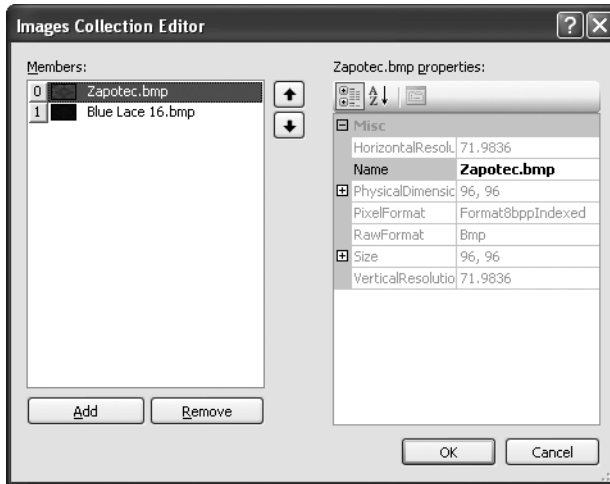 Images Collection Editor
Members:
0 Zapotec.bmp
1 Blue Lace 16.bmp
Add
Remove
Zapotec.bmp properties:
Misc
HorizontalResolu 71.9836
Name Zapotec.bmp
PhysicalDimensic 96, 96
PixelFormat Format8bppIndexed
RawFormat Bmp
Size 96, 96
VerticalResolutio 71.9836
OK
Cancel